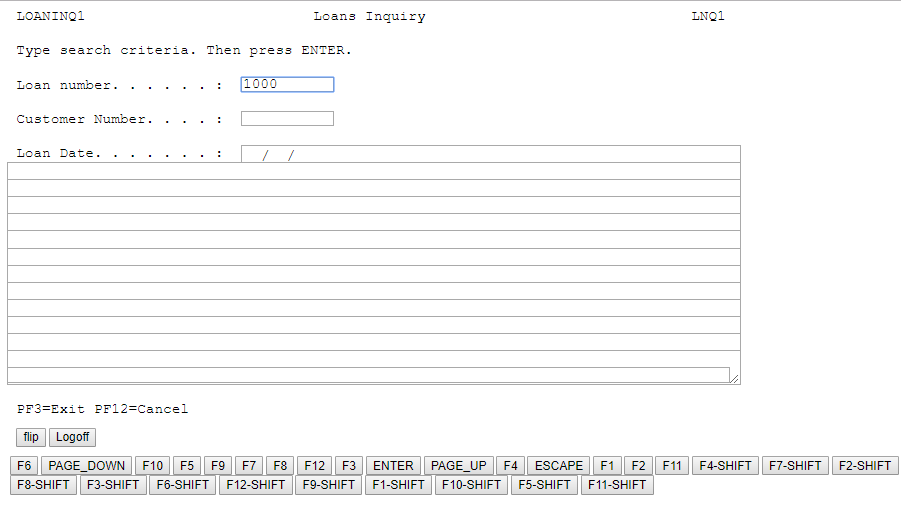 LOANINQ1 Loans Inquiry LNQ1
Type search criteria. Then press ENTER.
Loan number. . . . . . : 1000
Customer Number. . . . :
Loan Date. . . . . . . : / /
PF3=Exit PF12=Cancel
flip Logoff
F6 PAGE_DOWN F10 F5 F9 F7 F8 F12 F3 ENTER PAGE_UP F4 ESCAPE F1 F2 F11 F4-SHIFT F7-SHIFT F2-SHIFT
F8-SHIFT F3-SHIFT F6-SHIFT F12-SHIFT F9-SHIFT F1-SHIFT F10-SHIFT F5-SHIFT F11-SHIFT